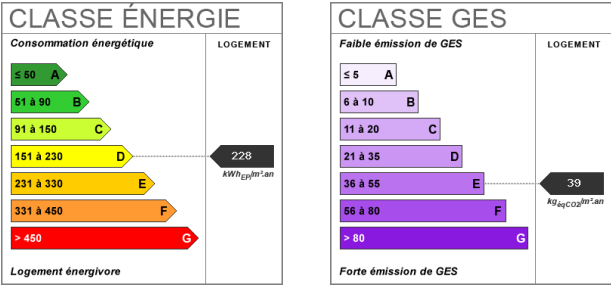 CLASSE ÉNERGIE
Consommation énergétique
LOGEMENT
≤ 50 A
51 à 90 B
91 à 150 C
151 à 230 D
228
kWhEP/m².an
231 à 330 E
331 à 450 F
> 450 G
Logement énergivore
CLASSE GES
Faible émission de GES
LOGEMENT
≤ 5 A
6 à 10 B
11 à 20 C
21 à 35 D
36 à 55 E
39
kgéqCO2/m².an
56 à 80 F
> 80 G
Forte émission de GES